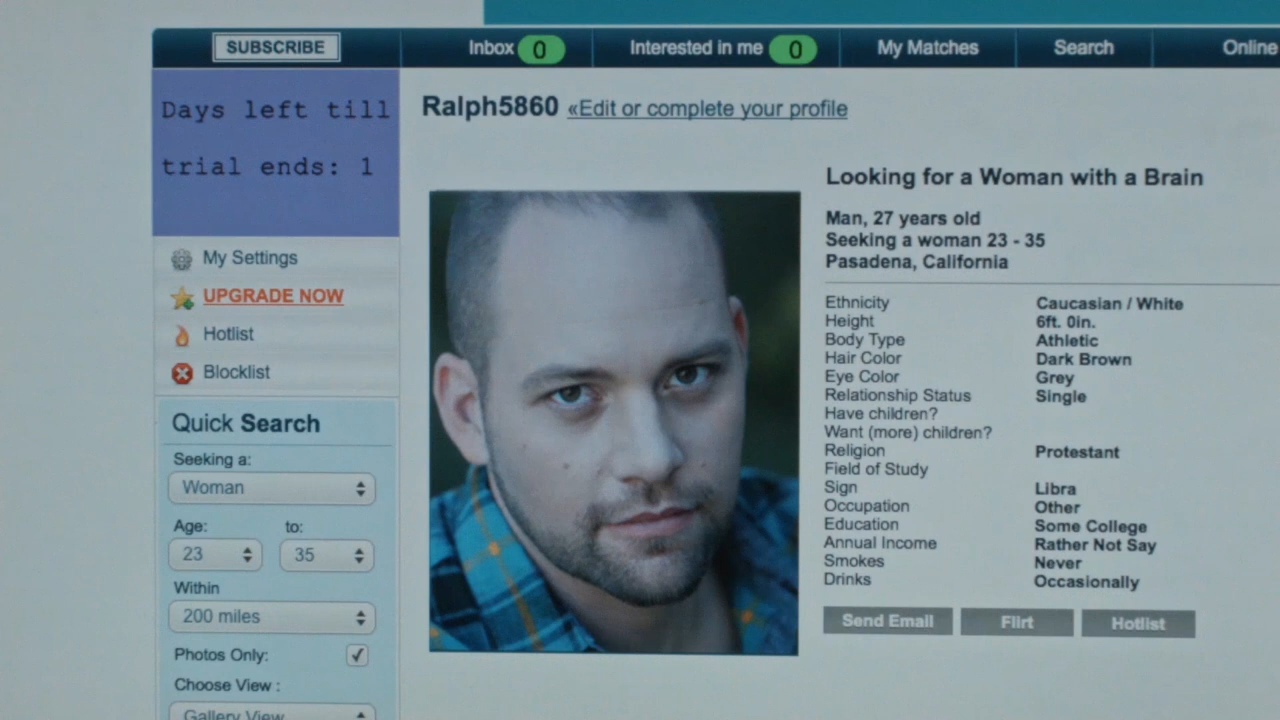 SUBSCRIBE
Inbox 0
Interested in me 0
My Matches
Search
Online
Days left till
trial ends: 1
My Settings
UPGRADE NOW
Hotlist
Blocklist
Quick Search
Seeking a:
Woman
Age: to:
23 35
Within
200 miles
Photos Only:
Choose View :
Gallery View
Ralph5860 «Edit or complete your profile
Looking for a Woman with a Brain
Man, 27 years old
Seeking a woman 23 - 35
Pasadena, California
Ethnicity Caucasian / White
Height 6ft. 0in.
Body Type Athletic
Hair Color Dark Brown
Eye Color Grey
Relationship Status Single
Have children?
Want (more) children?
Religion Protestant
Field of Study
Sign Libra
Occupation Other
Education Some College
Annual Income Rather Not Say
Smokes Never
Drinks Occasionally
Send Email Flirt Hotlist